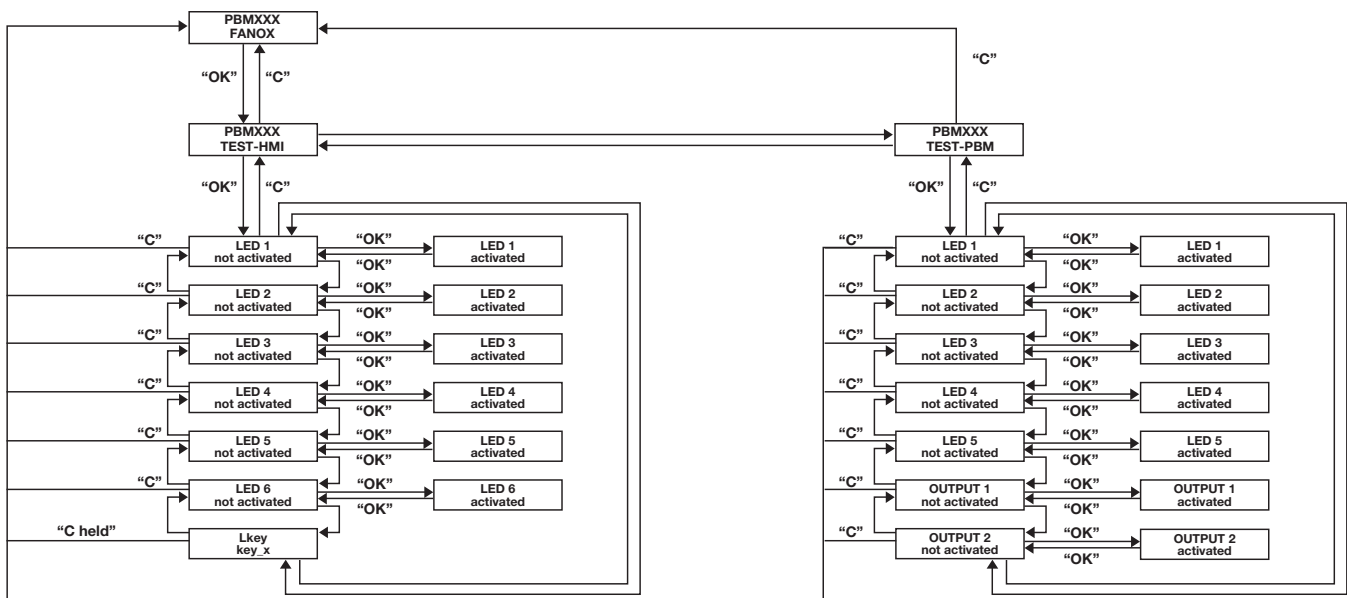 PBMXXX
FANOX
“OK”
“C”
“C”
PBMXXX
TEST-HMI
PBMXXX
TEST-PBM
“OK”
“C”
“OK”
“C”
“C”
LED 1
not activated
“OK”
“OK”
LED 1
activated
“C”
LED 2
not activated
“OK”
“OK”
LED 2
activated
“C”
LED 3
not activated
“OK”
“OK”
LED 3
activated
“C”
LED 4
not activated
“OK”
“OK”
LED 4
activated
“C”
LED 5
not activated
“OK”
“OK”
LED 5
activated
“C”
LED 6
not activated
“OK”
“OK”
LED 6
activated
“C held”
Lkey
key_x
“C”
LED 1
not activated
“OK”
“OK”
LED 1
activated
“C”
LED 2
not activated
“OK”
“OK”
LED 2
activated
“C”
LED 3
not activated
“OK”
“OK”
LED 3
activated
“C”
LED 4
not activated
“OK”
“OK”
LED 4
activated
“C”
LED 5
not activated
“OK”
“OK”
LED 5
activated
“C”
OUTPUT 1
not activated
“OK”
“OK”
OUTPUT 1
activated
“C”
OUTPUT 2
not activated
“OK”
“OK”
OUTPUT 2
activated